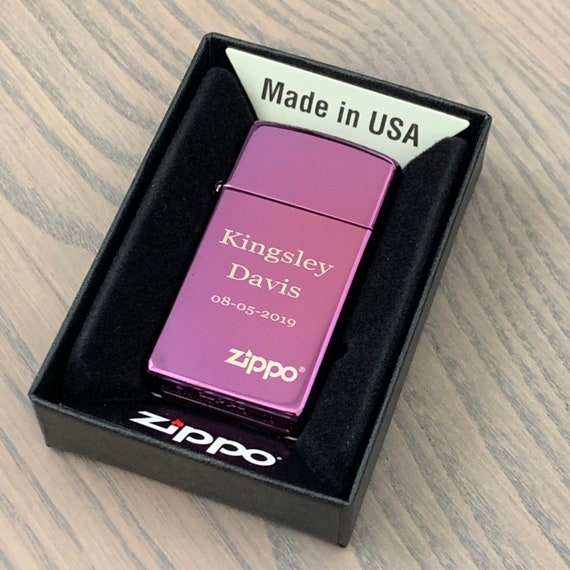 Made in USA
Kingsley
Davis
08-05-2019
Zippo®
Zippo